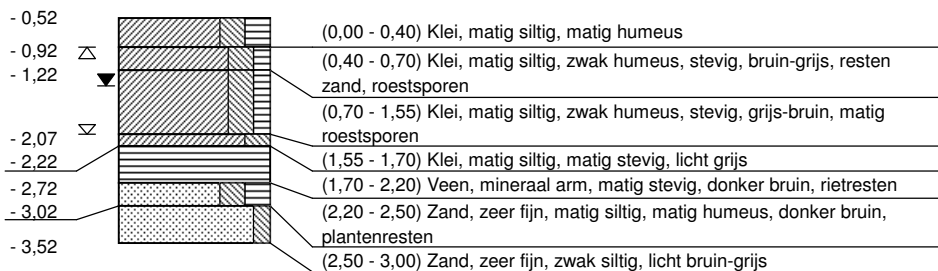 - 0,52
(0,00 - 0,40) Klei, matig siltig, matig humeus
- 0,92
(0,40 - 0,70) Klei, matig siltig, zwak humeus, stevig, bruin-grijs, resten
zand, roestsporen
- 1,22
(0,70 - 1,55) Klei, matig siltig, zwak humeus, stevig, grijs-bruin, matig
roestsporen
- 2,07
(1,55 - 1,70) Klei, matig siltig, matig stevig, licht grijs
- 2,22
(1,70 - 2,20) Veen, mineraal arm, matig stevig, donker bruin, rietresten
- 2,72
(2,20 - 2,50) Zand, zeer fijn, matig siltig, matig humeus, donker bruin,
plantenresten
- 3,02
(2,50 - 3,00) Zand, zeer fijn, zwak siltig, licht bruin-grijs
- 3,52